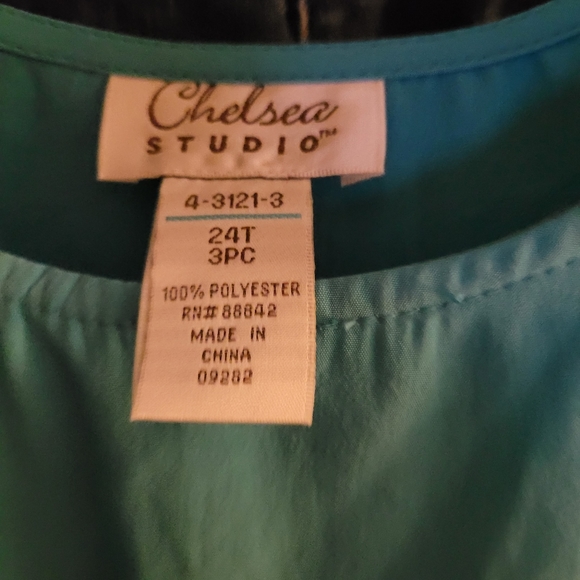 Chelsea
STUDIO™
4-3121-3
24T
3PC
100% POLYESTER
RN# 88842
MADE IN
CHINA
09282